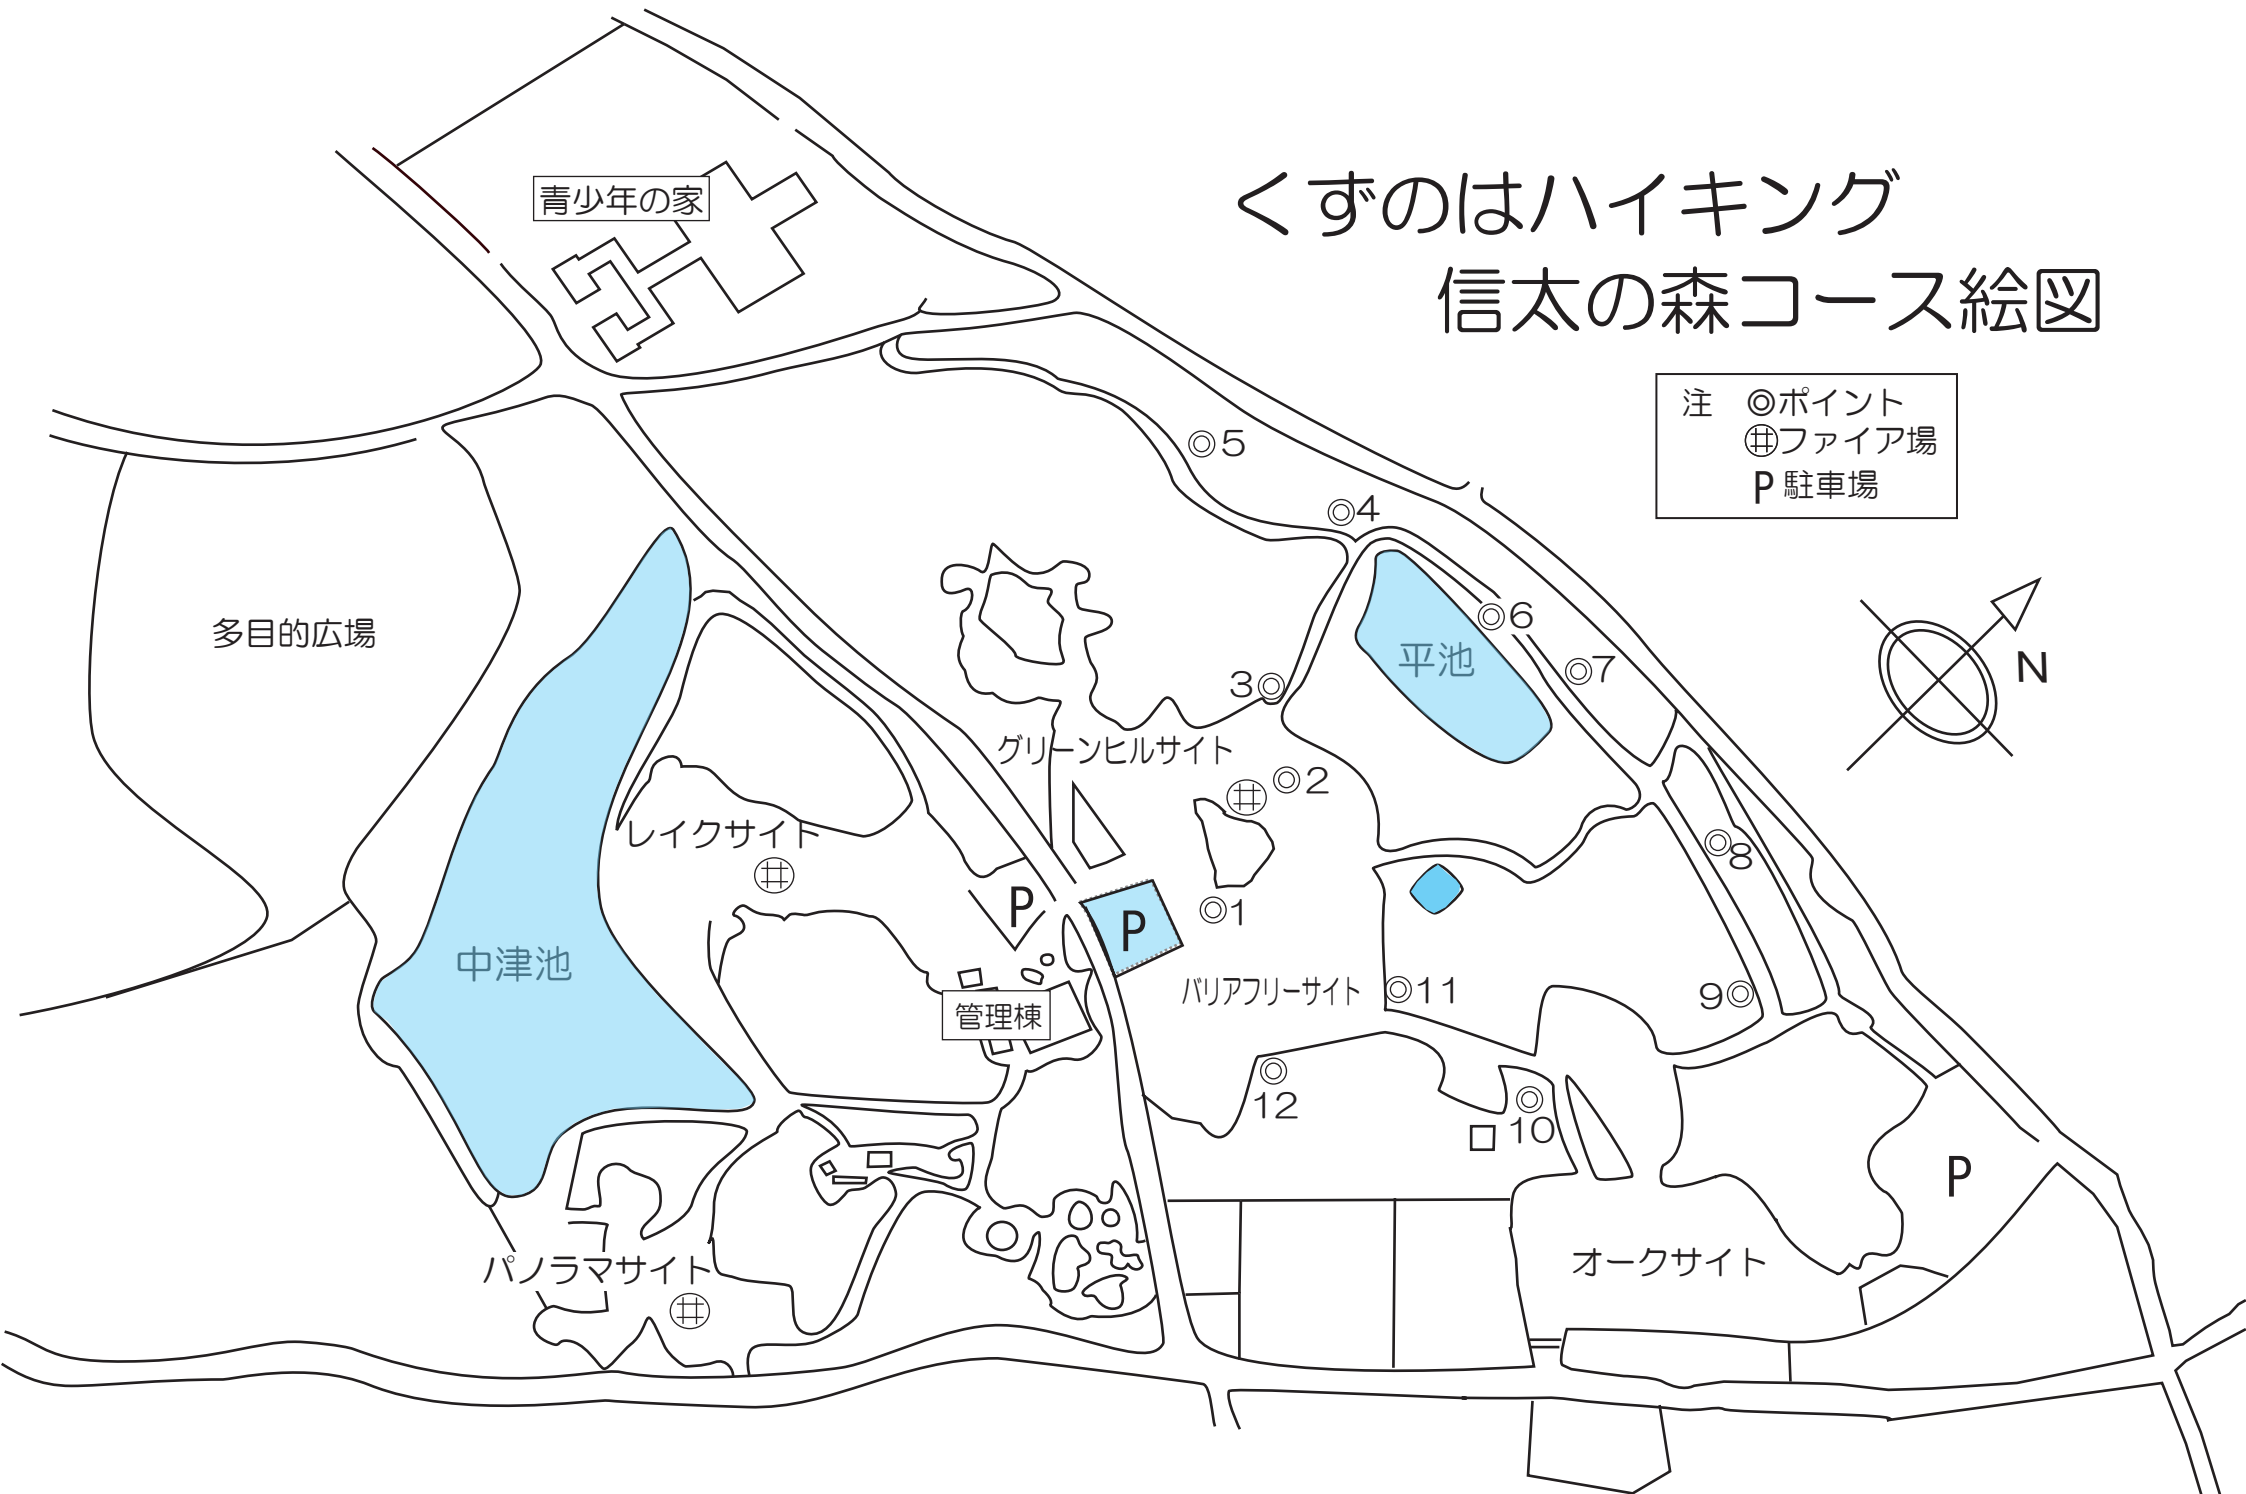 くずのはハイキング
信太の森コース絵図
注 ◎ポイント
ファイア場
P 駐車場
青少年の家
5
4
6
平池
7
3
多目的広場
N
グリーンヒルサイト
2
レイクサイト
8
P
P
1
中津池
バリアフリーサイト
11
9
管理棟
12
10
P
オークサイト
パノラマサイト